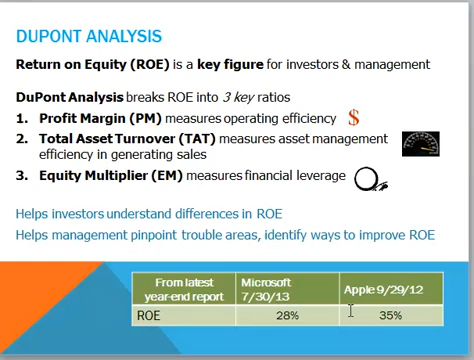 DUPONT ANALYSIS
Return on Equity (ROE) is a key figure for investors & management
DuPont Analysis breaks ROE into 3 key ratios
1. Profit Margin (PM) measures operating efficiency $
2. Total Asset Turnover (TAT) measures asset management
efficiency in generating sales
3. Equity Multiplier (EM) measures financial leverage
Helps investors understand differences in ROE
Helps management pinpoint trouble areas, identify ways to improve ROE
From latest
year-end report
Microsoft
7/30/13
Apple 9/29/12
ROE 28% 35%